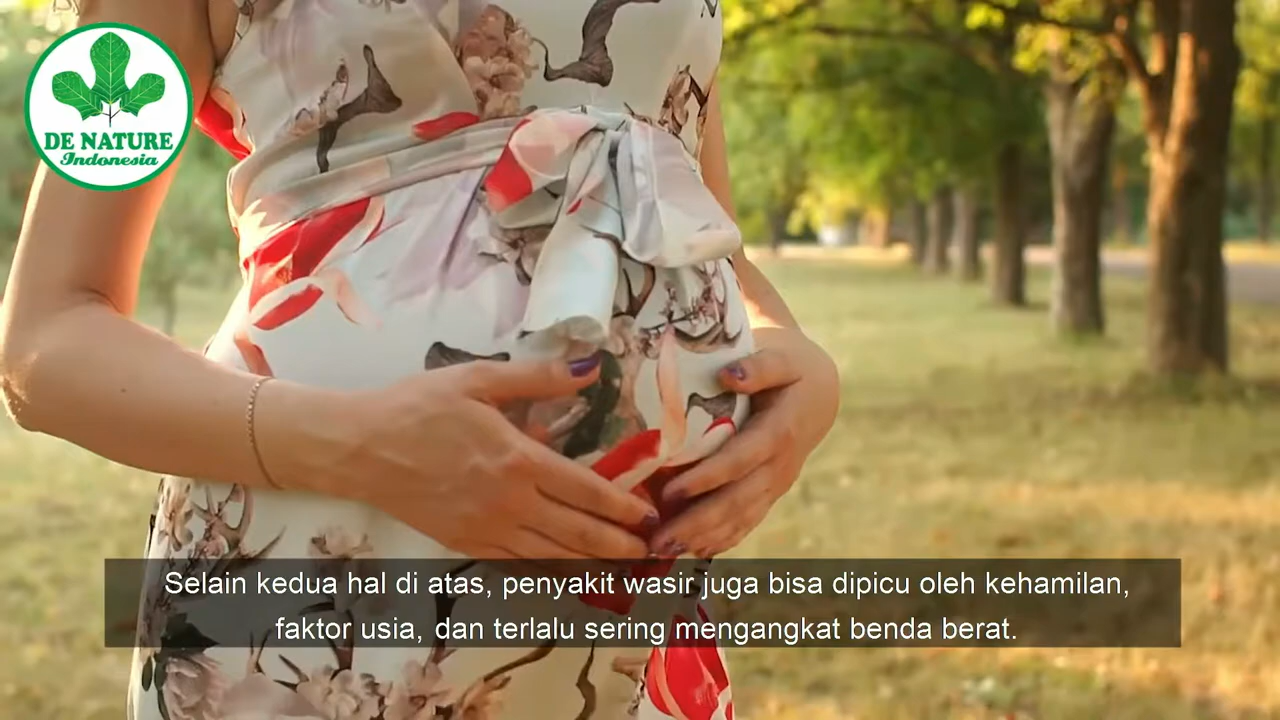 DE NATURE
Indonesia
Selain kedua hal di atas, penyakit wasir juga bisa dipicu oleh kehamilan,
faktor usia, dan terlalu sering mengangkat benda berat.